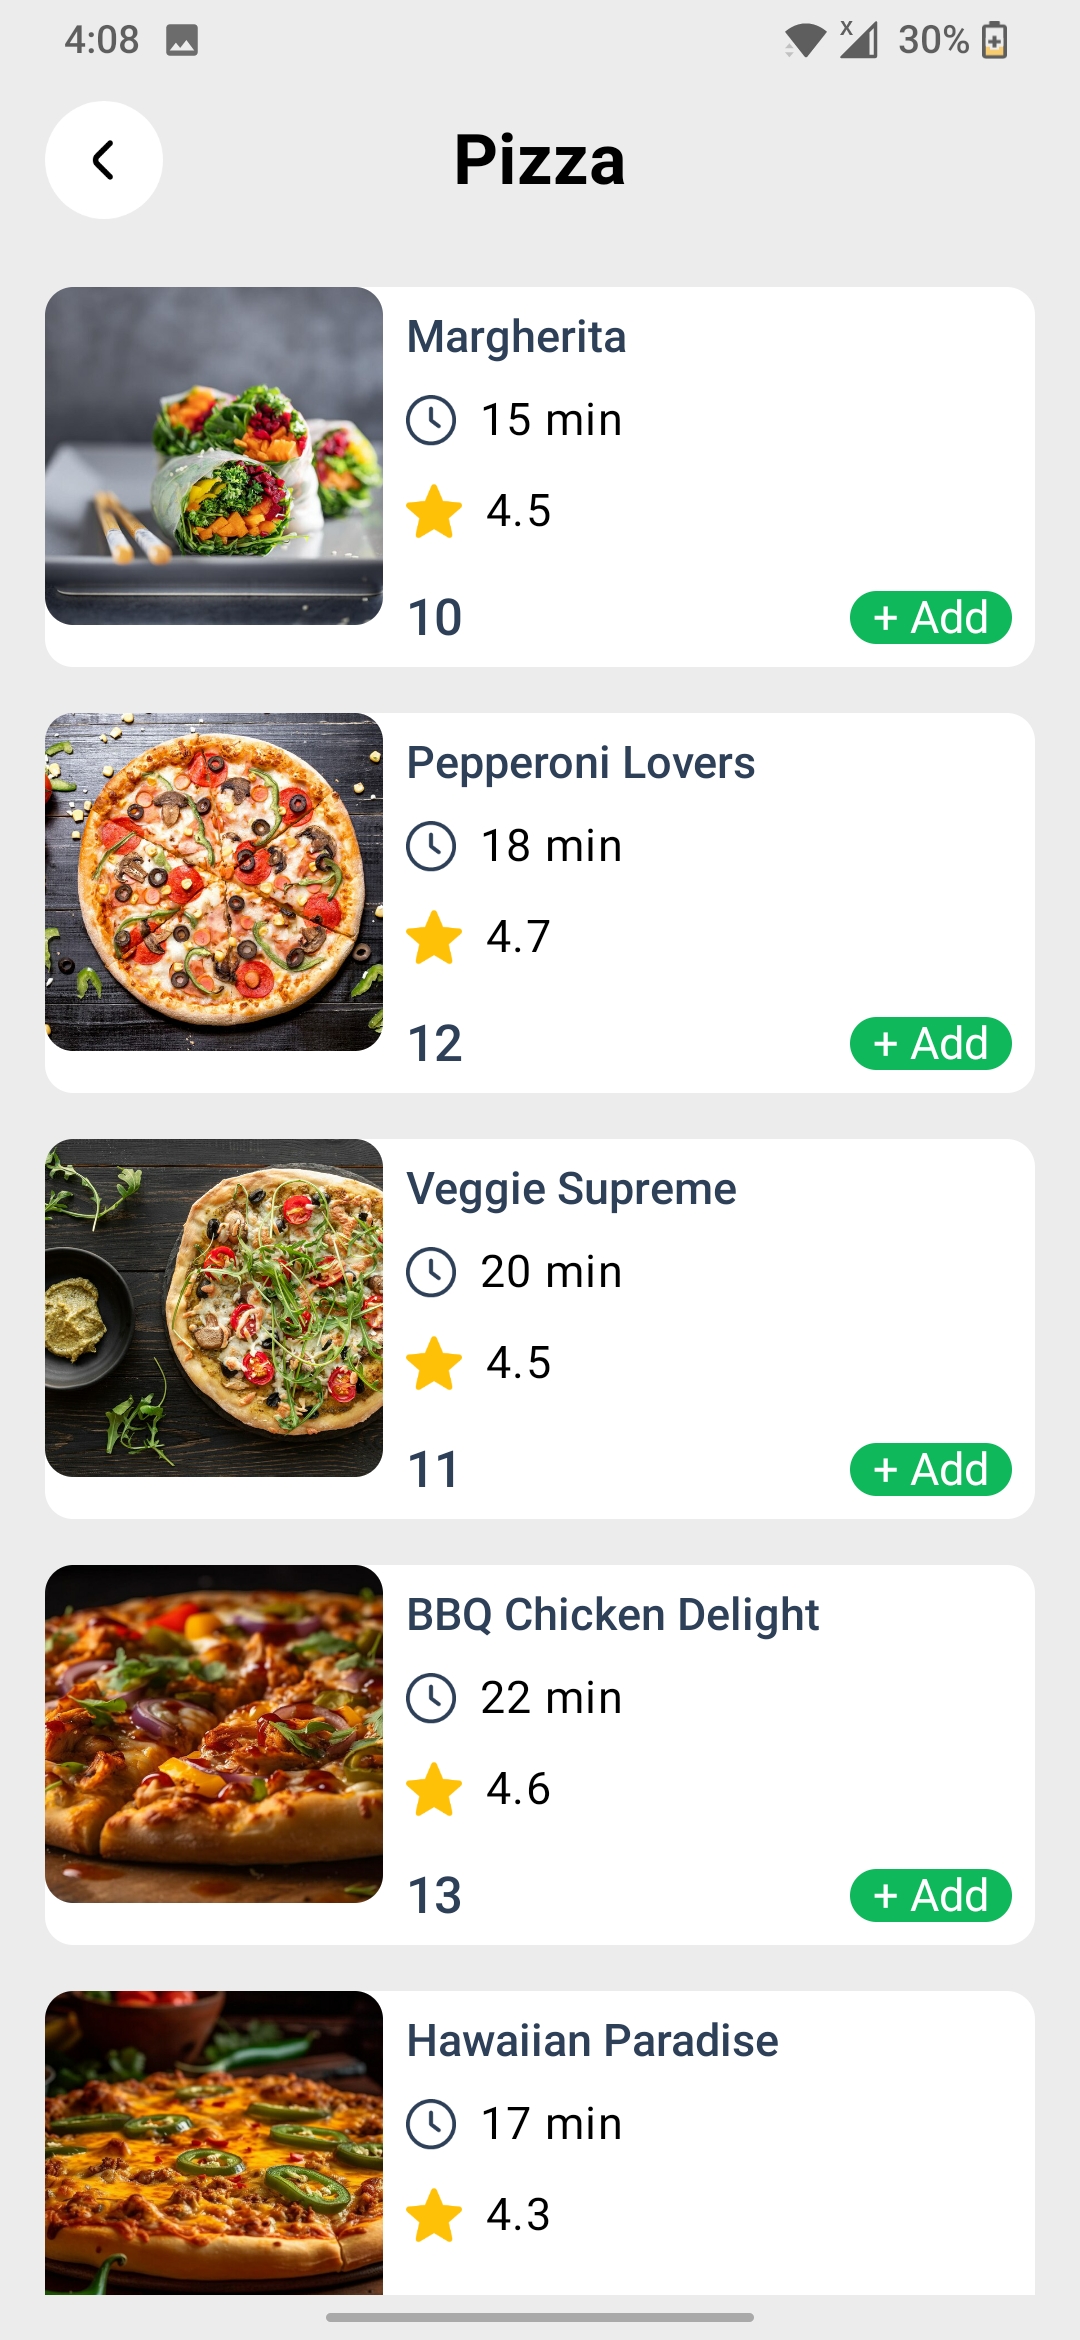 4:08
x
30%
Pizza
Margherita
15 min
4.5
10
+ Add
Pepperoni Lovers
18 min
4.7
12
+ Add
Veggie Supreme
20 min
4.5
11
+ Add
BBQ Chicken Delight
22 min
4.6
13
+ Add
Hawaiian Paradise
17 min
4.3